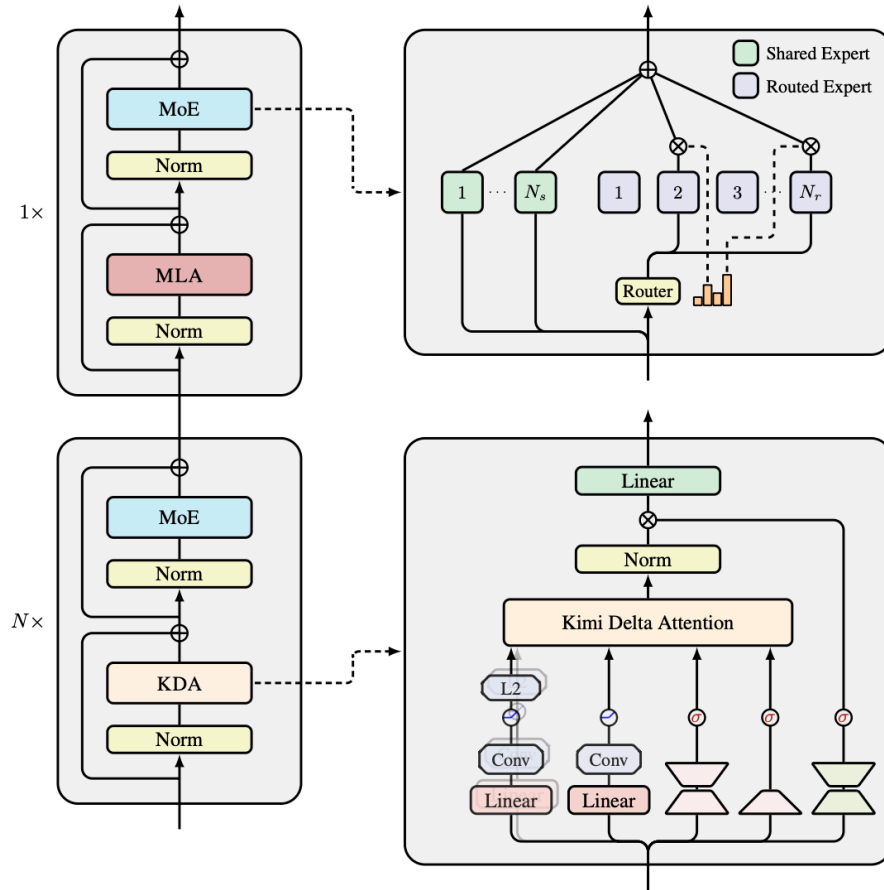 MoE
Norm
1×
MLA
Norm
MoE
Norm
N×
KDA
Norm
Shared Expert
Routed Expert
1 ··· N_s 1 2 3 ··· N_r
Router
Linear
Norm
Kimi Delta Attention
L2
σ σ σ
Conv Conv
Linear Linear